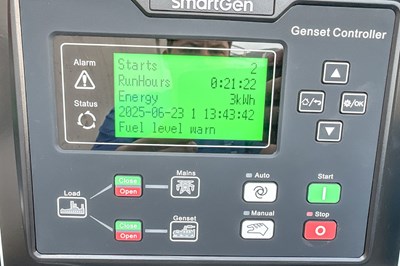 SmartGen
Genset Controller
Alarm
Status
Starts 2
RunHours 0:21:22
Energy 3kWh
2025-06-23 1 13:43:42
Fuel level warn
/OK
Mains
Close
Open
Load
Close
Open
Genset
Auto
Manual
Start
I
Stop
O